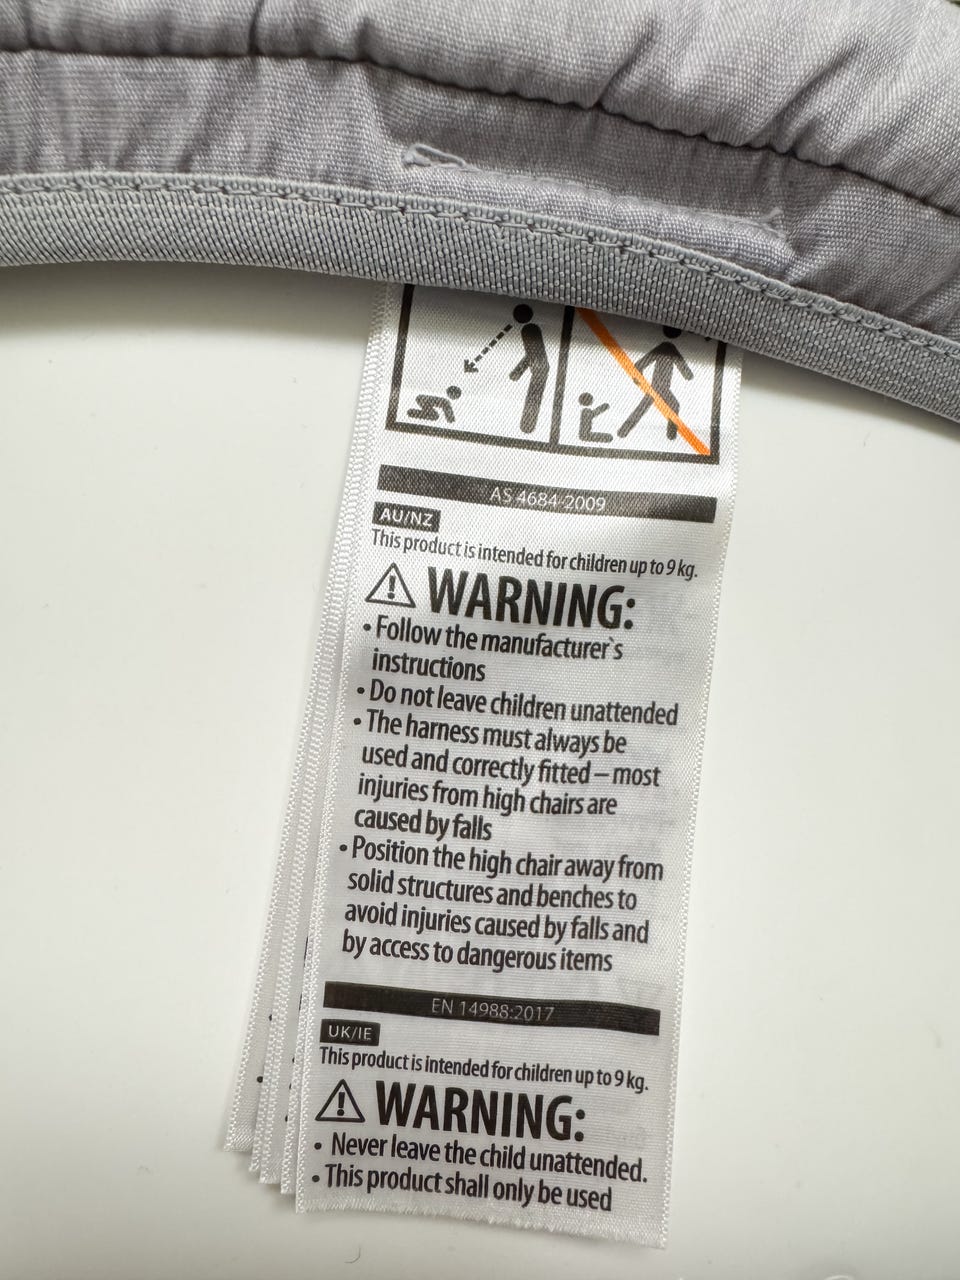 AS 4684-2009
AU/NZ
This product is intended for children up to 9 kg.
WARNING:
• Follow the manufacturer`s
instructions
• Do not leave children unattended
• The harness must always be
used and correctly fitted – most
injuries from high chairs are
caused by falls
• Position the high chair away from
solid structures and benches to
avoid injuries caused by falls and
by access to dangerous items
EN 14988:2017
UK/IE
This product is intended for children up to 9 kg.
WARNING:
• Never leave the child unattended.
• This product shall only be used